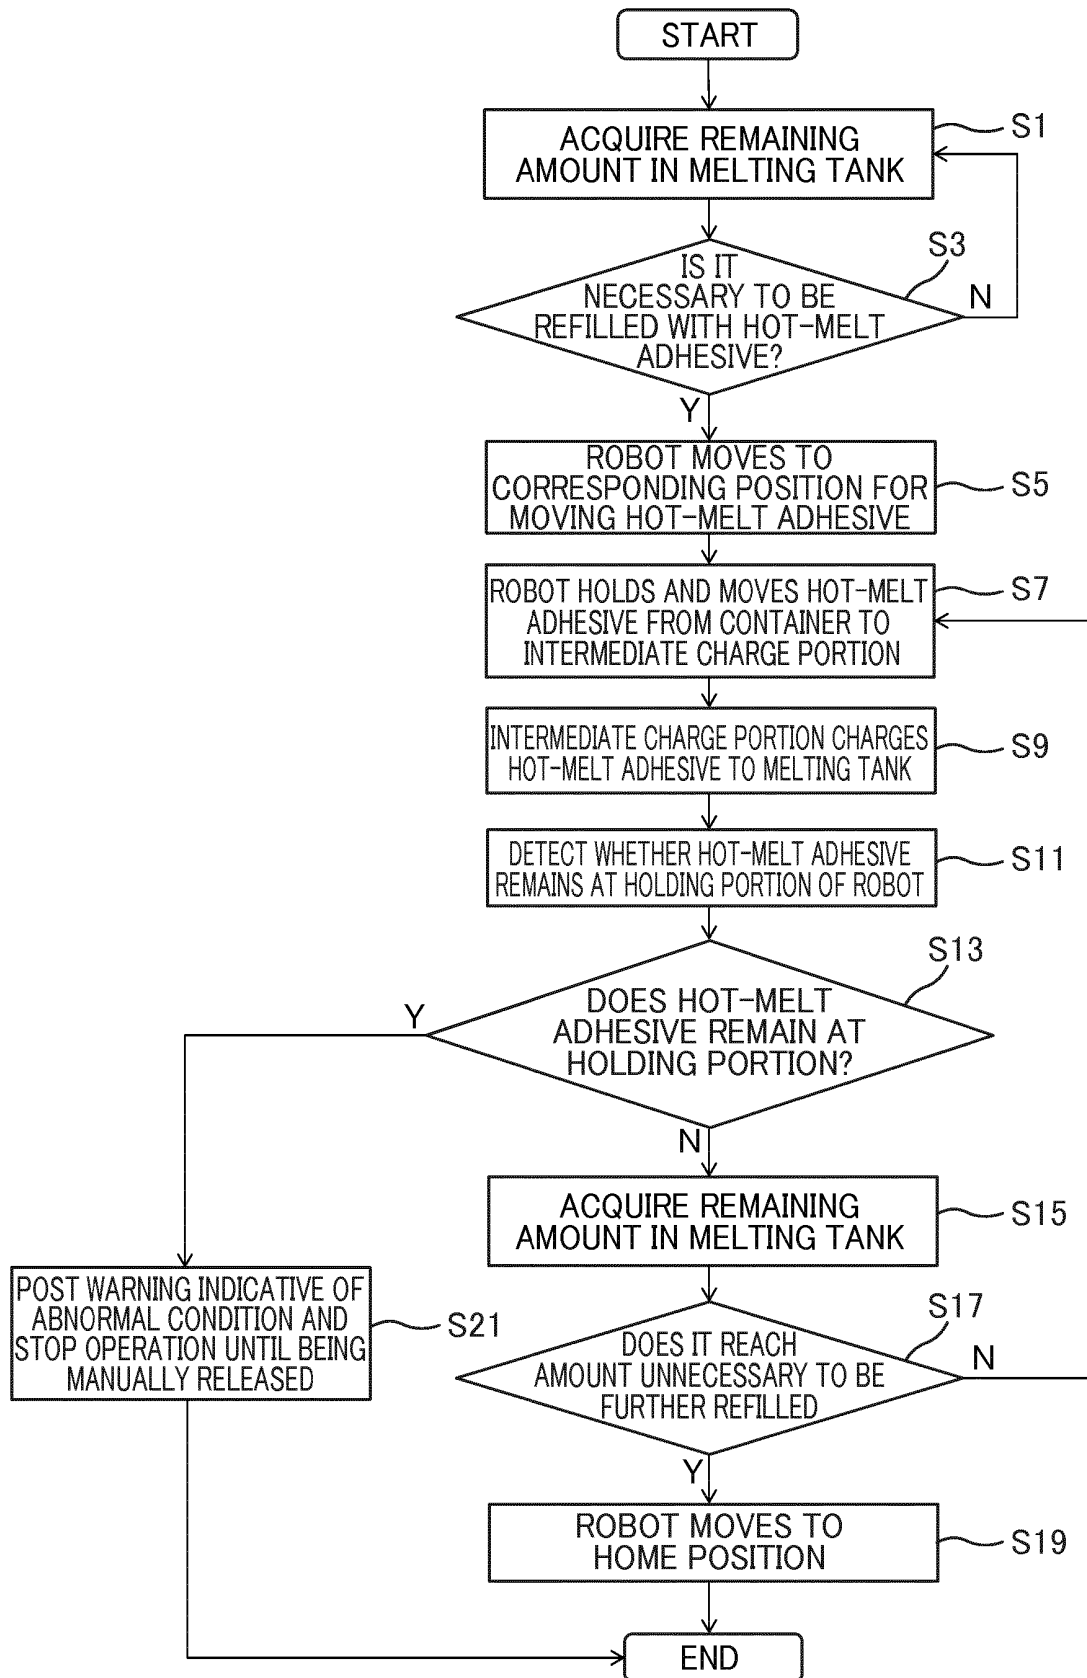 START
ACQUIRE REMAINING
AMOUNT IN MELTING TANK
S1
IS IT
NECESSARY TO BE
REFILLED WITH HOT-MELT
ADHESIVE?
S3
N
Y
ROBOT MOVES TO
CORRESPONDING POSITION FOR
MOVING HOT-MELT ADHESIVE
S5
ROBOT HOLDS AND MOVES HOT-MELT
ADHESIVE FROM CONTAINER TO
INTERMEDIATE CHARGE PORTION
S7
INTERMEDIATE CHARGE PORTION CHARGES
HOT-MELT ADHESIVE TO MELTING TANK
S9
DETECT WHETHER HOT-MELT ADHESIVE
REMAINS AT HOLDING PORTION OF ROBOT
S11
DOES HOT-MELT
ADHESIVE REMAIN AT
HOLDING PORTION?
S13
Y
N
ACQUIRE REMAINING
AMOUNT IN MELTING TANK
S15
POST WARNING INDICATIVE OF
ABNORMAL CONDITION AND
STOP OPERATION UNTIL BEING
MANUALLY RELEASED
S21
DOES IT REACH
AMOUNT UNNECESSARY TO BE
FURTHER REFILLED
S17
N
Y
ROBOT MOVES TO
HOME POSITION
S19
END